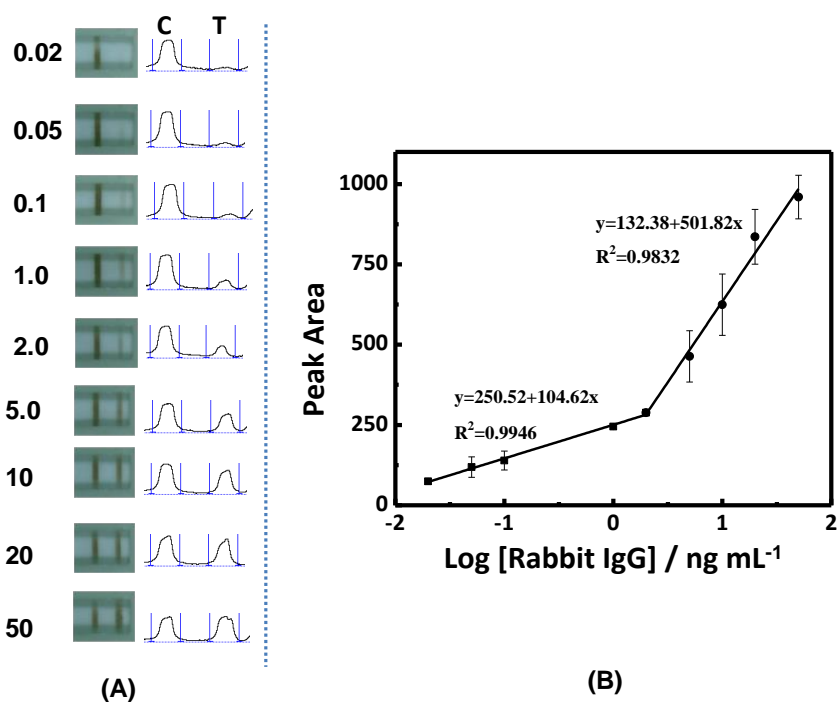 C T
0.02
0.05
0.1
1.0
2.0
5.0
10
20
50
(A)
1000
750
500
250
0
-2
-1
0
1
2
Peak Area
y=132.38+501.82x
R²=0.9832
y=250.52+104.62x
R²=0.9946
Log [Rabbit IgG] / ng mL⁻¹
(B)